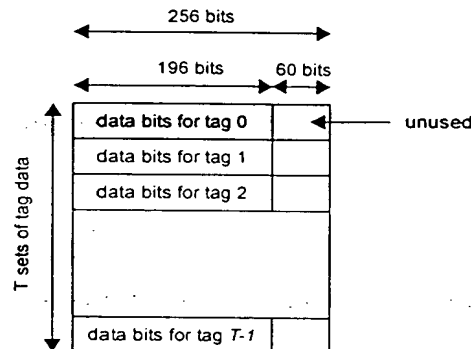 256 bits
196 bits 60 bits
data bits for tag 0
unused
data bits for tag 1
data bits for tag 2
T sets of tag data
data bits for tag T-1